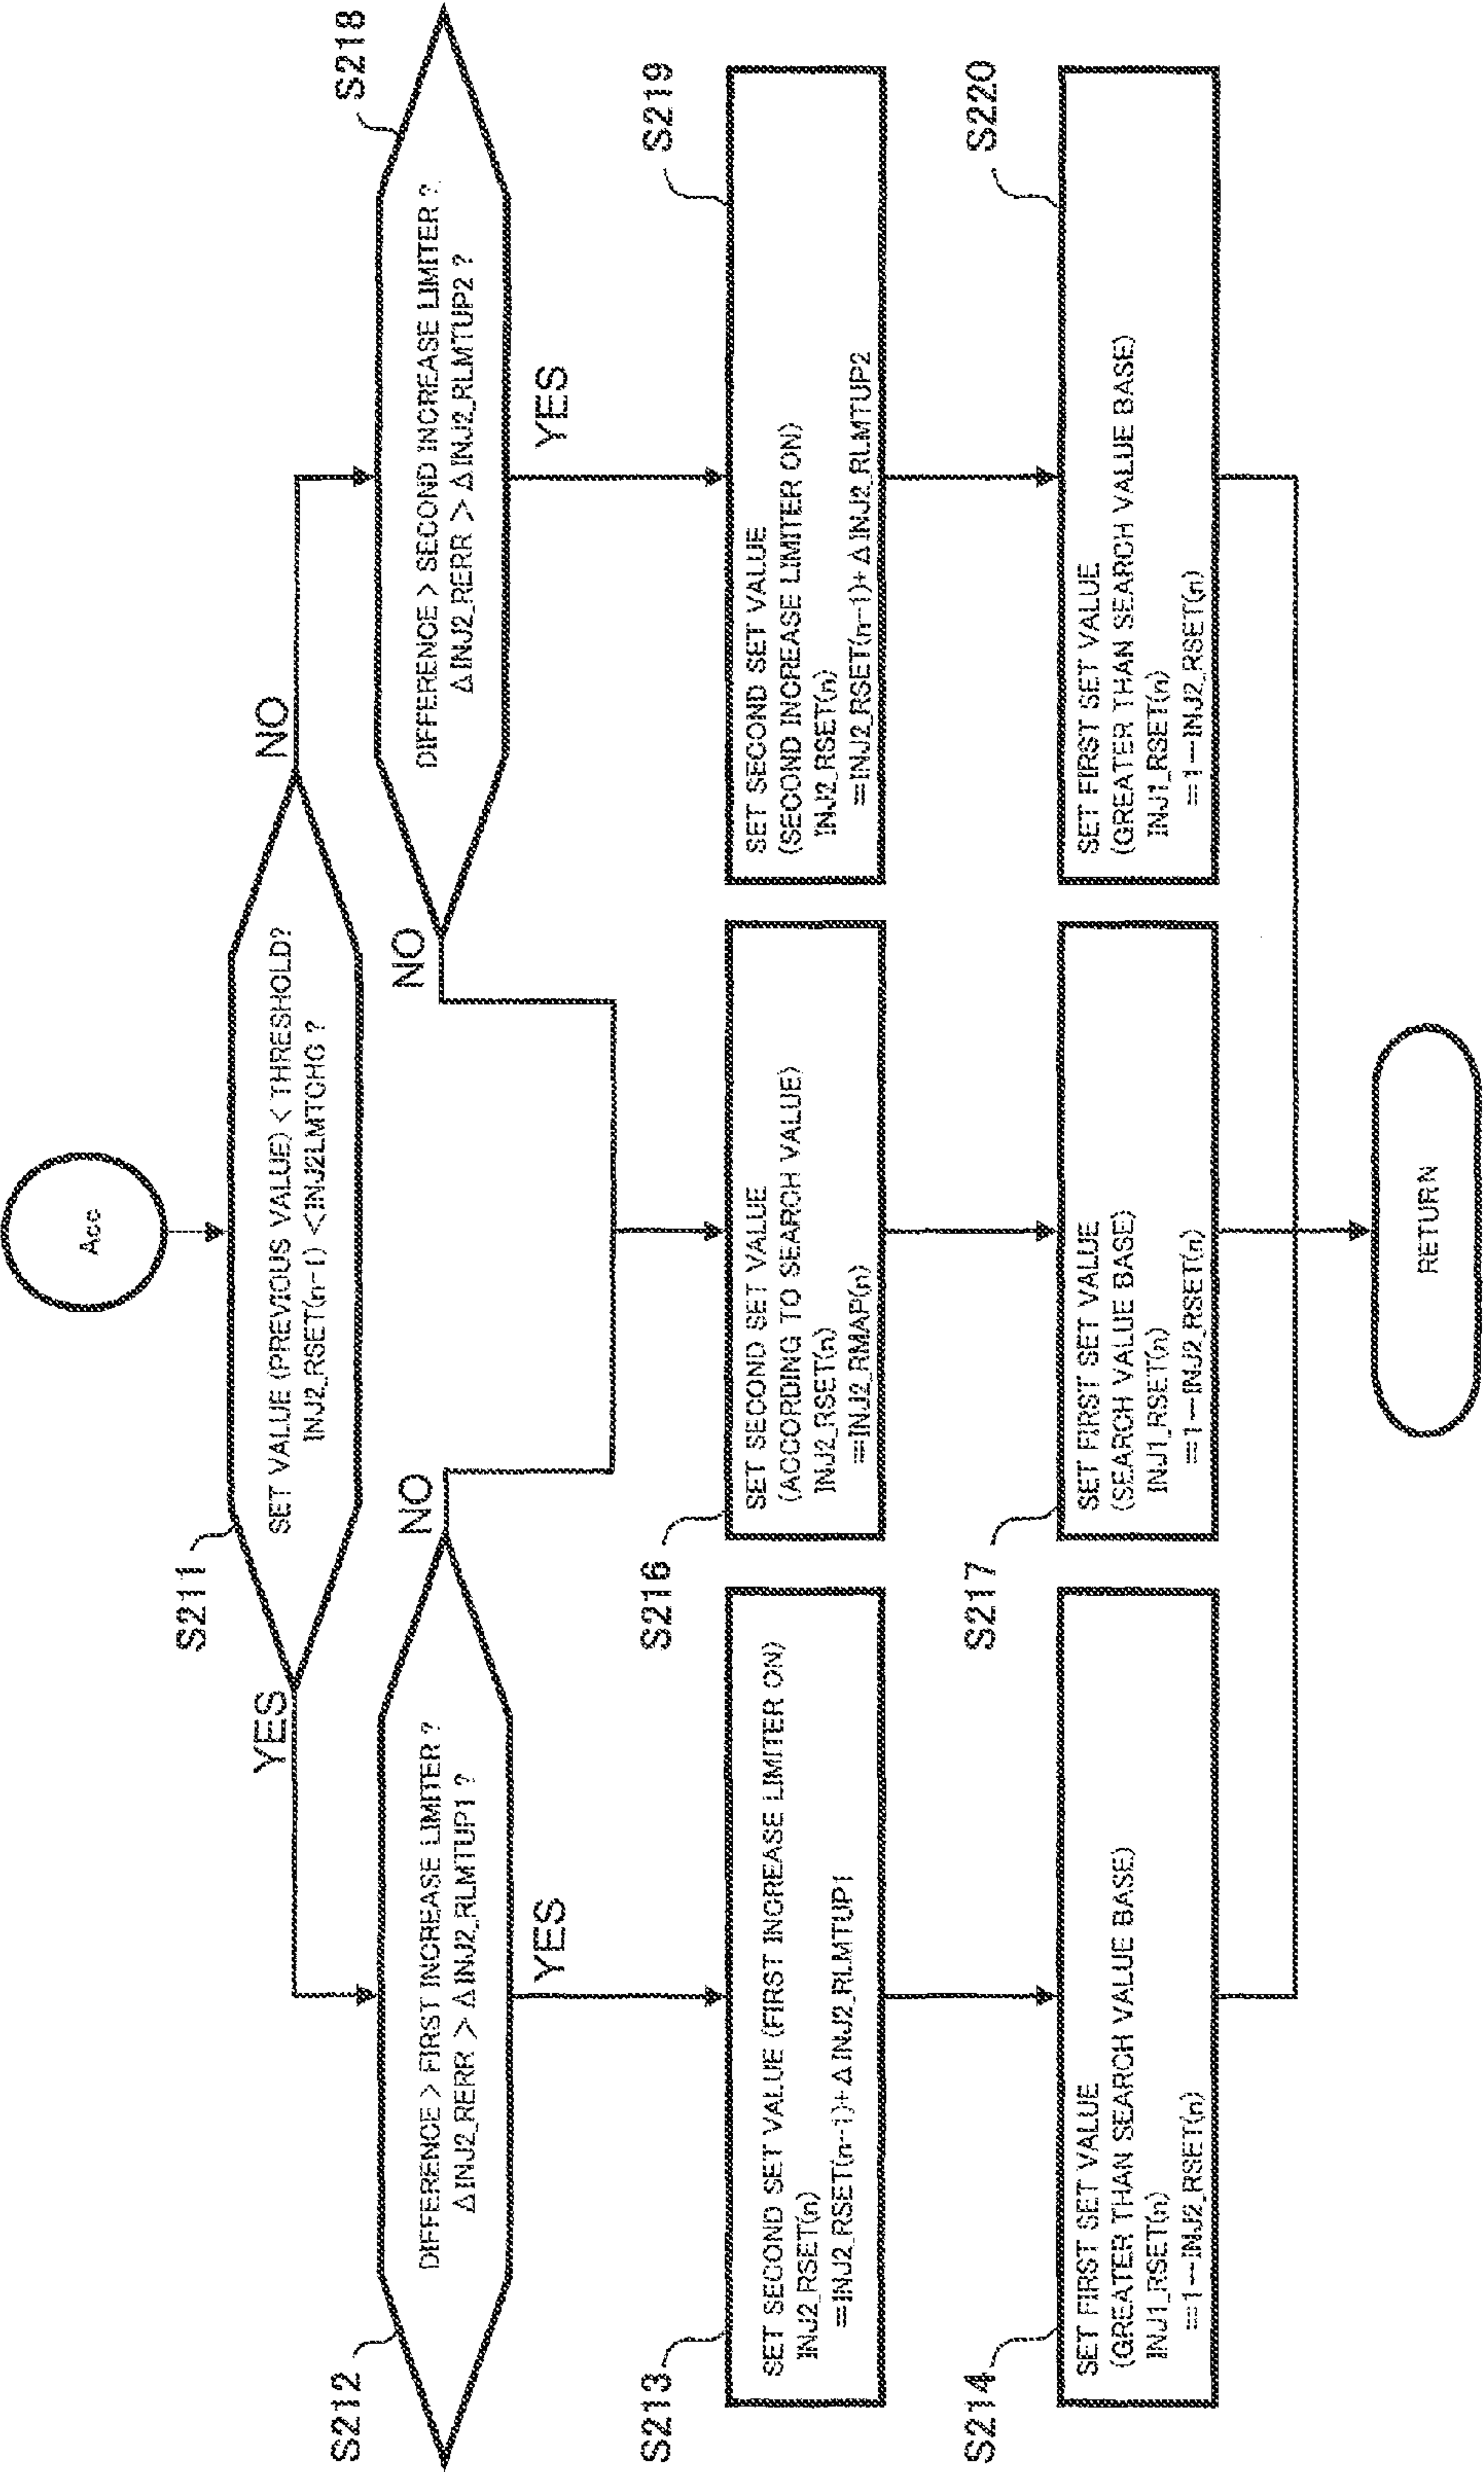 Acc
S211
SET VALUE (PREVIOUS VALUE) < THRESHOLD?
INJ2_RSET(n-1) <INJ2LMTCHG ?
YES
NO
S212
DIFFERENCE > FIRST INCREASE LIMITER ?
ΔINJ2_RERR > ΔINJ2_RLMTUP1 ?
NO
YES
S218
DIFFERENCE > SECOND INCREASE LIMITER ?
ΔINJ2_RERR > ΔINJ2_RLMTUP2 ?
NO
YES
S213
SET SECOND SET VALUE (FIRST INCREASE LIMITER ON)
INJ2_RSET(n)
=INJ2_RSET(n-1)+ΔINJ2_RLMTUP1
S216
SET SECOND SET VALUE
(ACCORDING TO SEARCH VALUE)
INJ2_RSET(n)
=INJ2_RMAP(n)
S219
SET SECOND SET VALUE
(SECOND INCREASE LIMITER ON)
INJ2_RSET(n)
=INJ2_RSET(n-1)+ΔINJ2_RLMTUP2
S214
SET FIRST SET VALUE
(GREATER THAN SEARCH VALUE BASE)
INJ1_RSET(n)
=1-INJ2_RSET(n)
S217
SET FIRST SET VALUE
(SEARCH VALUE BASE)
INJ1_RSET(n)
=1-INJ2_RSET(n)
S220
SET FIRST SET VALUE
(GREATER THAN SEARCH VALUE BASE)
INJ1_RSET(n)
=1-INJ2_RSET(n)
RETURN